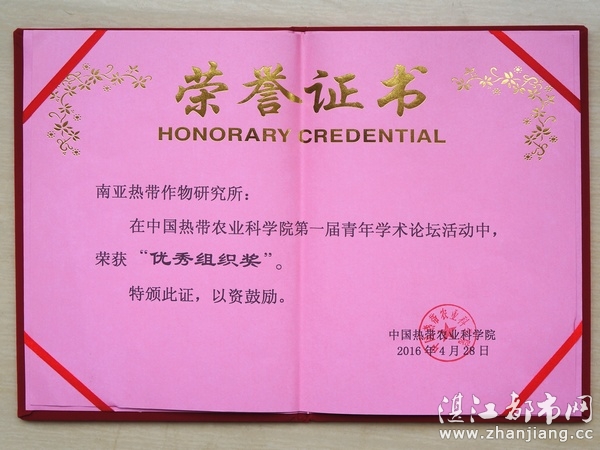 荣誉证书
HONORARY CREDENTIAL
南亚热带作物研究所：
在中国热带农业科学院第一届青年学术论坛活动中，
荣获“优秀组织奖”。
特颁此证，以资鼓励。
中国热带农业科学院
2016年4月28日
湛江都市网
www.zhanjiang.cc